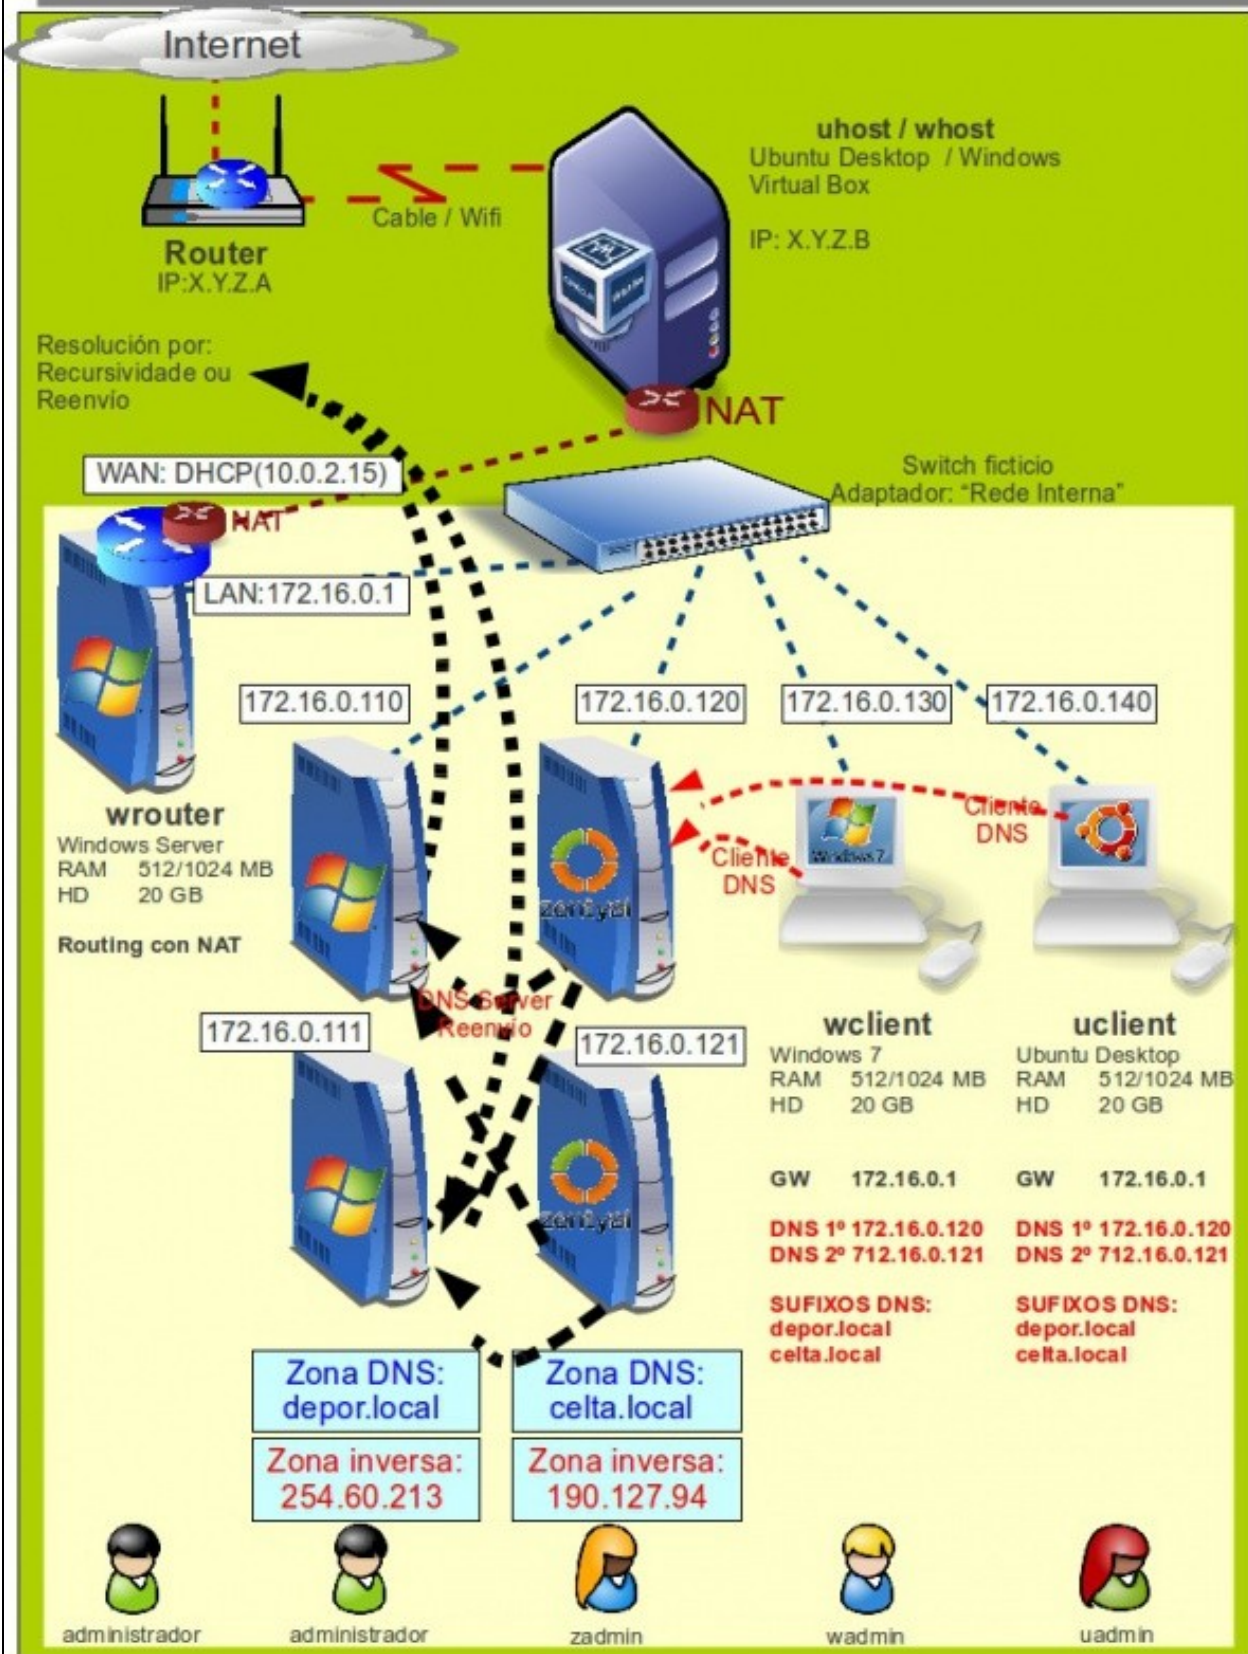 Internet
uhost / whost
Ubuntu Desktop / Windows
Virtual Box
IP: X.Y.Z.B
Cable / Wifi
Router
IP:X.Y.Z.A
Resolución por:
Recursividade ou
Reenvío
NAT
WAN: DHCP(10.0.2.15)
Switch ficticio
Adaptador: “Rede Interna”
NAT
LAN:172.16.0.1
172.16.0.110
172.16.0.120
172.16.0.130
172.16.0.140
wrouter
Windows Server
RAM 512/1024 MB
HD 20 GB
Routing con NAT
zentyal
Cliente
DNS
Windows 7
Cliente
DNS
DNS Server
Reenvío
172.16.0.111
172.16.0.121
zentyal
wclient
Windows 7
RAM 512/1024 MB
HD 20 GB
GW 172.16.0.1
DNS 1º 172.16.0.120
DNS 2º 712.16.0.121
SUFIXOS DNS:
depor.local
celta.local
uclient
Ubuntu Desktop
RAM 512/1024 MB
HD 20 GB
GW 172.16.0.1
DNS 1º 172.16.0.120
DNS 2º 712.16.0.121
SUFIXOS DNS:
depor.local
celta.local
Zona DNS:
depor.local
Zona DNS:
celta.local
Zona inversa:
254.60.213
Zona inversa:
190.127.94
administrador
administrador
zadmin
wadmin
uadmin